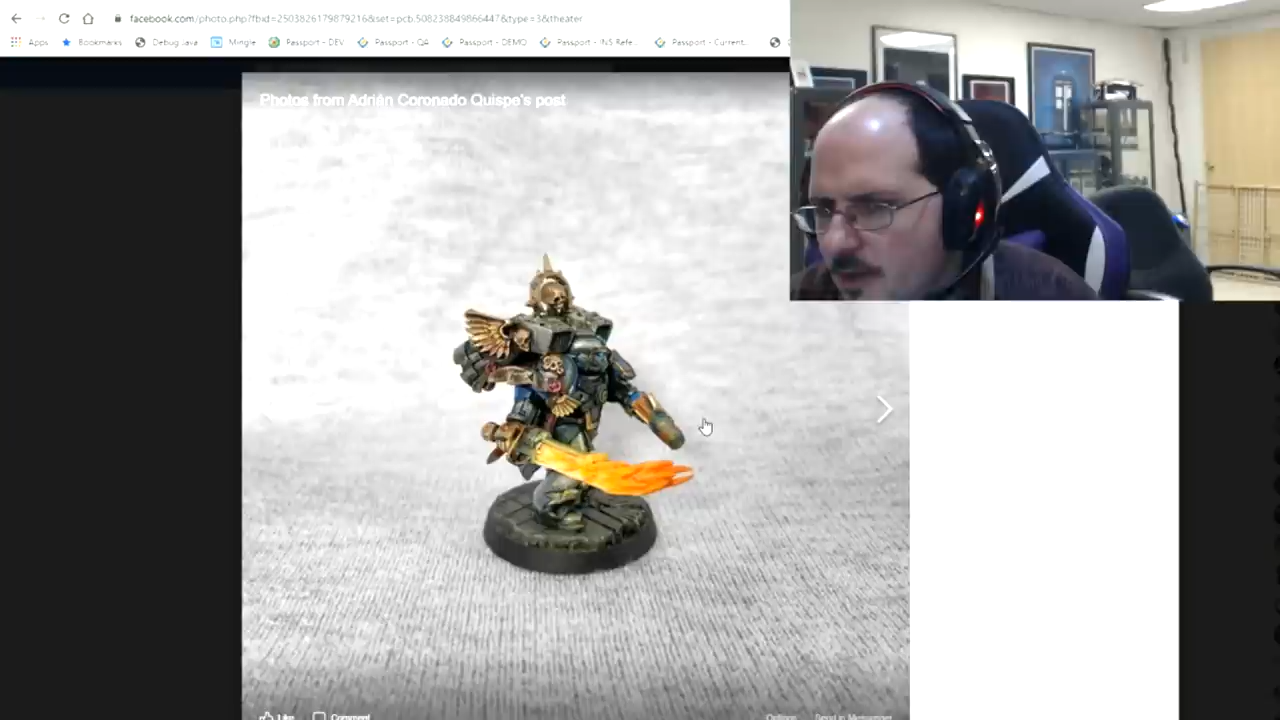 facebook.com/photo.php?fbid=2503826179879216&set=pcb.508238849866447&type=3&theater
Apps Bookmarks Debug Java Mingle Passport - DEV Passport - QA Passport - DEMO Passport - INS Refe... Passport - Current...
Photos from Adrián Coronado Quispe's post
Like Comment Options Send in Messenger